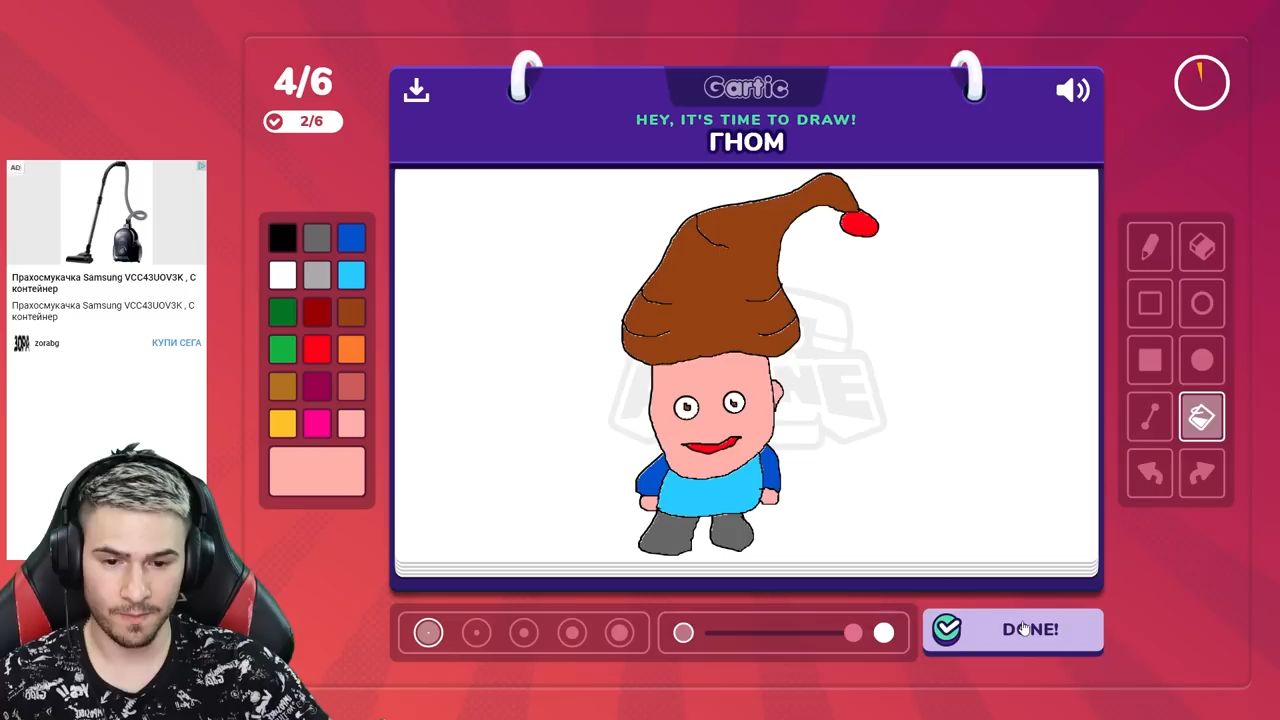 4/6
2/6
Gartic
HEY, IT'S TIME TO DRAW!
ГНОМ
AD
Прахосмукачка Samsung VCC43UOV3K , С
контейнер
Прахосмукачка Samsung VCC43UOV3K , С
контейнер
zorabg
КУПИ СЕГА
DONE!